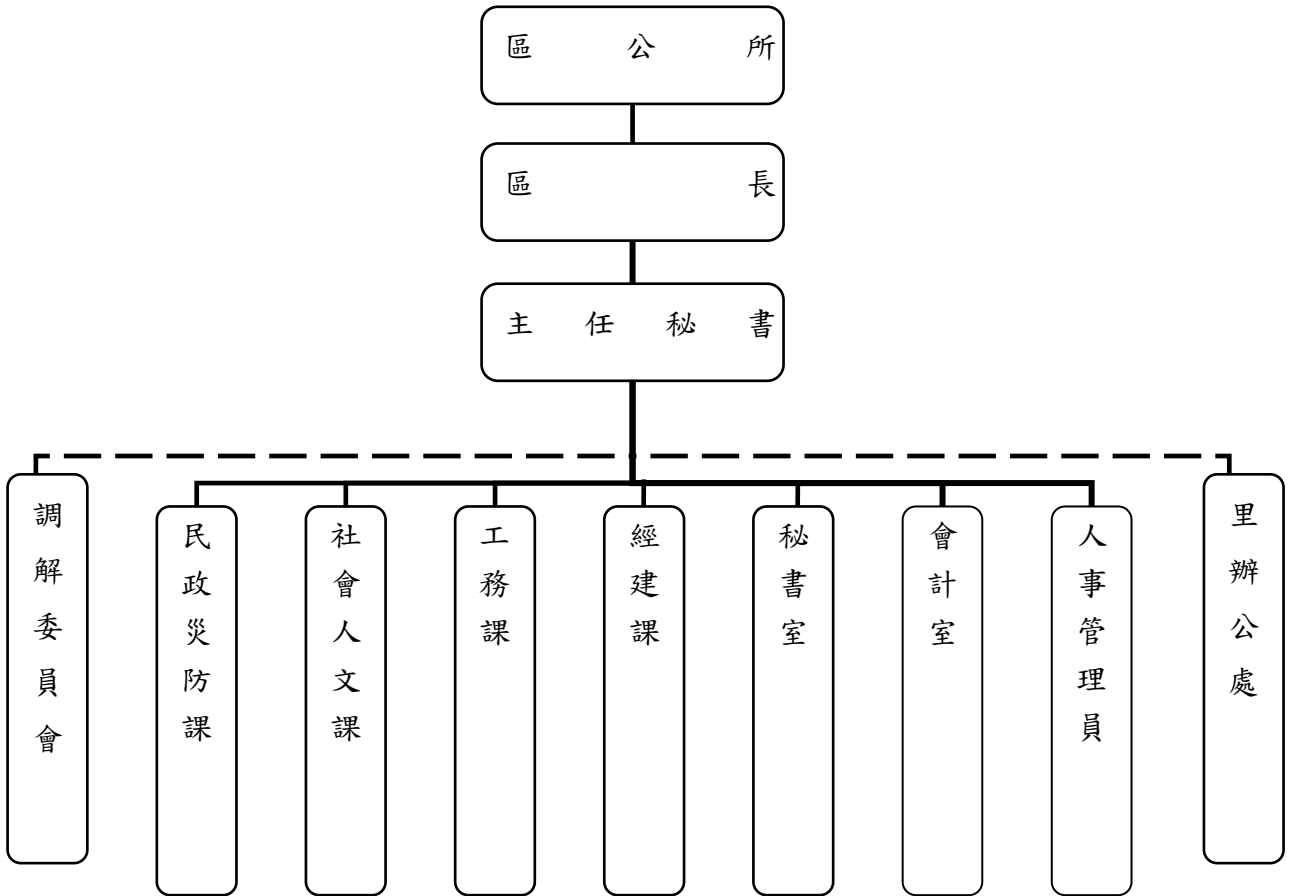 區公所
區長
主任秘書
調解委員會
民政災防課
社會人文課
工務課
經建課
秘書室
會計室
人事管理員
里辦公處